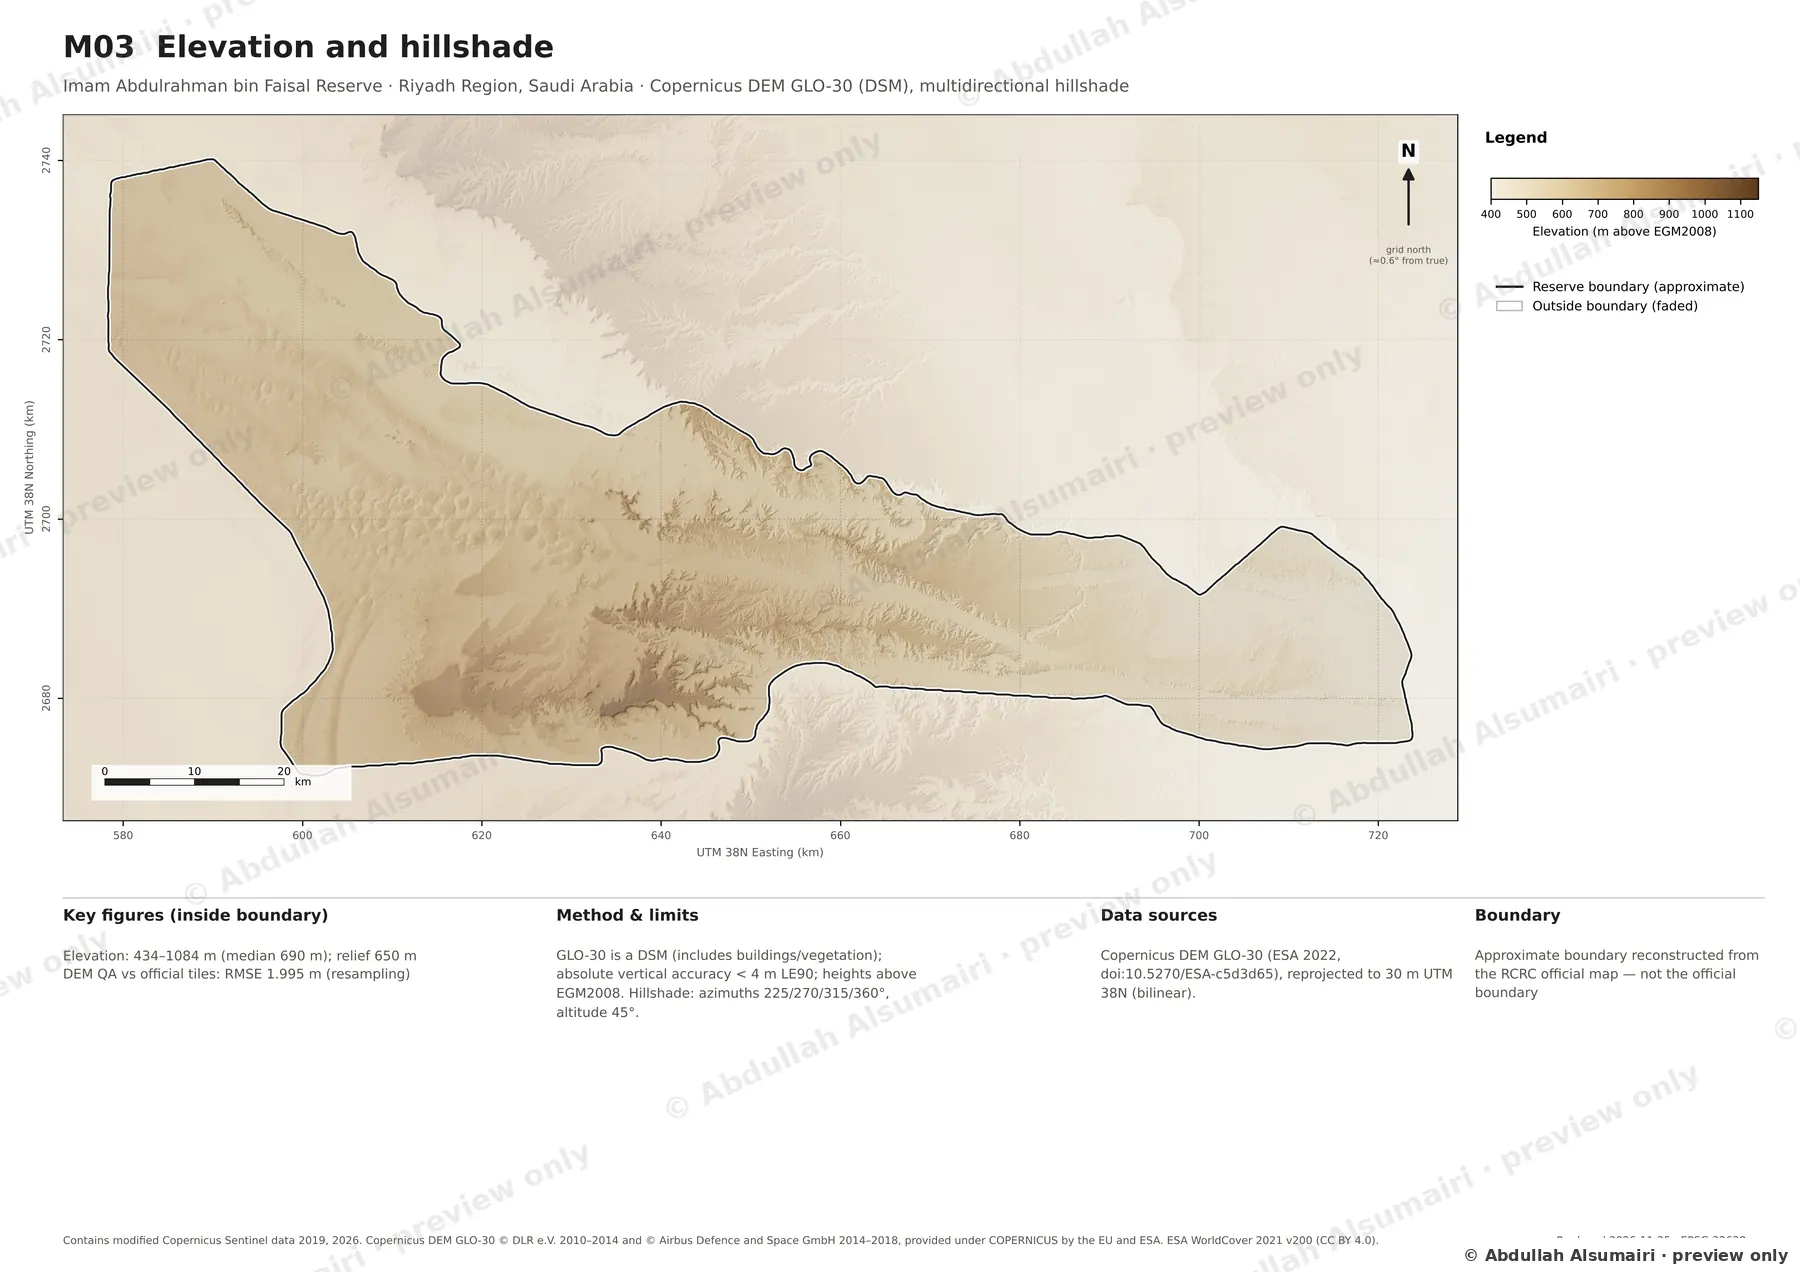 M03 Elevation and hillshade
Imam Abdulrahman bin Faisal Reserve · Riyadh Region, Saudi Arabia · Copernicus DEM GLO-30 (DSM), multidirectional hillshade
N
grid north
(≈0.6° from true)
2740
2720
2700
2680
UTM 38N Northing (km)
0 10 20 km
580 600 620 640 660 680 700 720
UTM 38N Easting (km)
Legend
400 500 600 700 800 900 1000 1100
Elevation (m above EGM2008)
Reserve boundary (approximate)
Outside boundary (faded)
Key figures (inside boundary)
Elevation: 434–1084 m (median 690 m); relief 650 m
DEM QA vs official tiles: RMSE 1.995 m (resampling)
Method & limits
GLO-30 is a DSM (includes buildings/vegetation);
absolute vertical accuracy < 4 m LE90; heights above
EGM2008. Hillshade: azimuths 225/270/315/360°,
altitude 45°.
Data sources
Copernicus DEM GLO-30 (ESA 2022,
doi:10.5270/ESA-c5d3d65), reprojected to 30 m UTM
38N (bilinear).
Boundary
Approximate boundary reconstructed from
the RCRC official map — not the official
boundary
Contains modified Copernicus Sentinel data 2019, 2026. Copernicus DEM GLO-30 © DLR e.V. 2010–2014 and © Airbus Defence and Space GmbH 2014–2018, provided under COPERNICUS by the EU and ESA. ESA WorldCover 2021 v200 (CC BY 4.0).
© Abdullah Alsumairi · preview only
© Abdullah Alsumairi · preview only